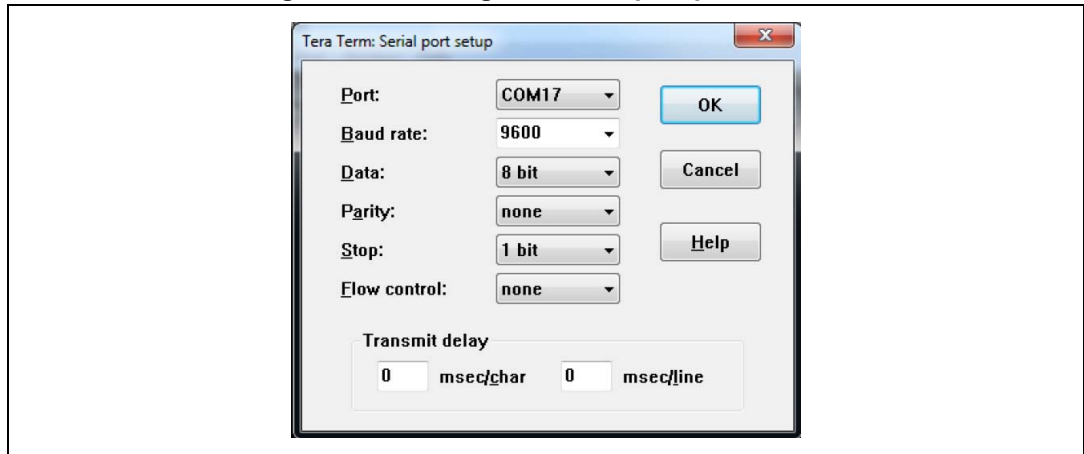 Tera Term: Serial port setup
Port: COM17
OK
Baud rate: 9600
Data: 8 bit
Cancel
Parity: none
Stop: 1 bit
Help
Flow control: none
Transmit delay
0 msec/char 0 msec/line